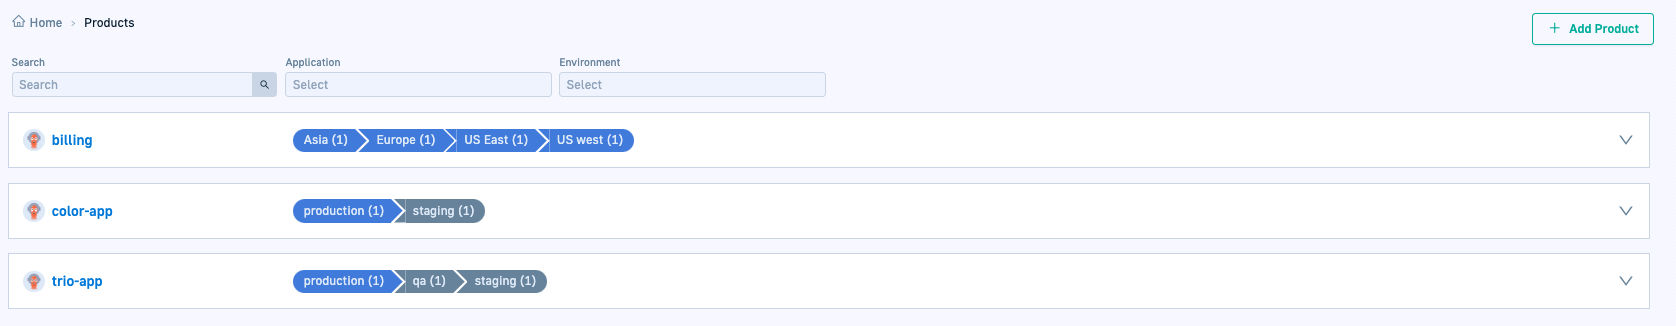 Home > Products
+ Add Product
Search Application Environment
Search Select Select
billing Asia (1) Europe (1) US East (1) US west (1)
color-app production (1) staging (1)
trio-app production (1) qa (1) staging (1)